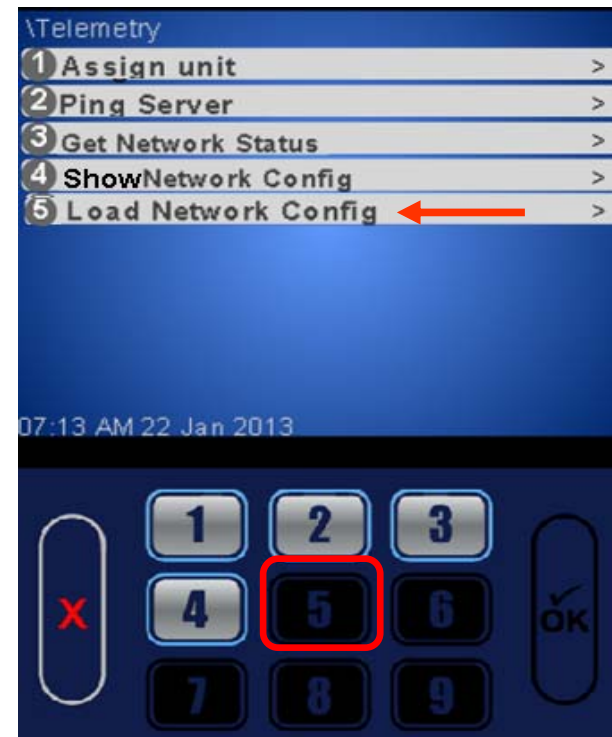 \Telemetry
1 Assign unit >
2 Ping Server >
3 Get Network Status >
4 ShowNetwork Config >
5 Load Network Config >
07:13 AM 22 Jan 2013
1 2 3
X 4 5 6 OK
7 8 9